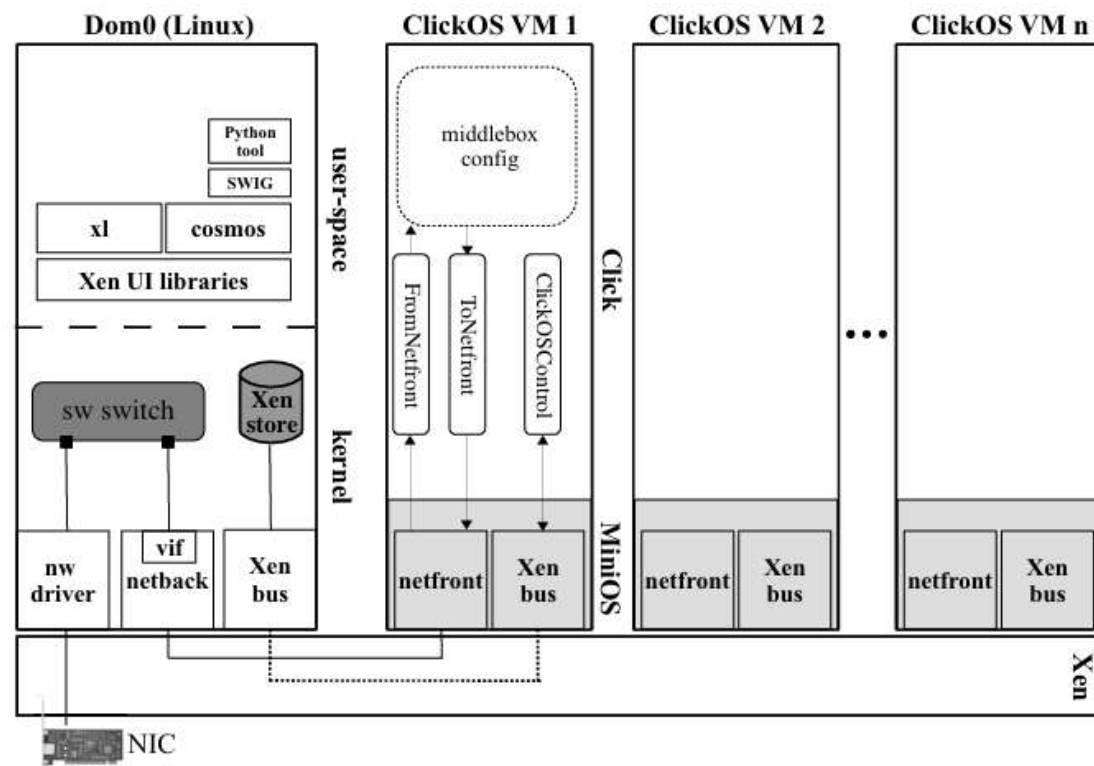 Dom0 (Linux)
ClickOS VM 1
ClickOS VM 2
ClickOS VM n
Python
tool
SWIG
xl
cosmos
Xen UI libraries
user-space
sw switch
Xen
store
kernel
nw
driver
vif
netback
Xen
bus
middlebox
config
FromNetfront
ToNetfront
ClickOSControl
Click
netfront
Xen
bus
MiniOS
netfront
Xen
bus
•••
netfront
Xen
bus
Xen
NIC